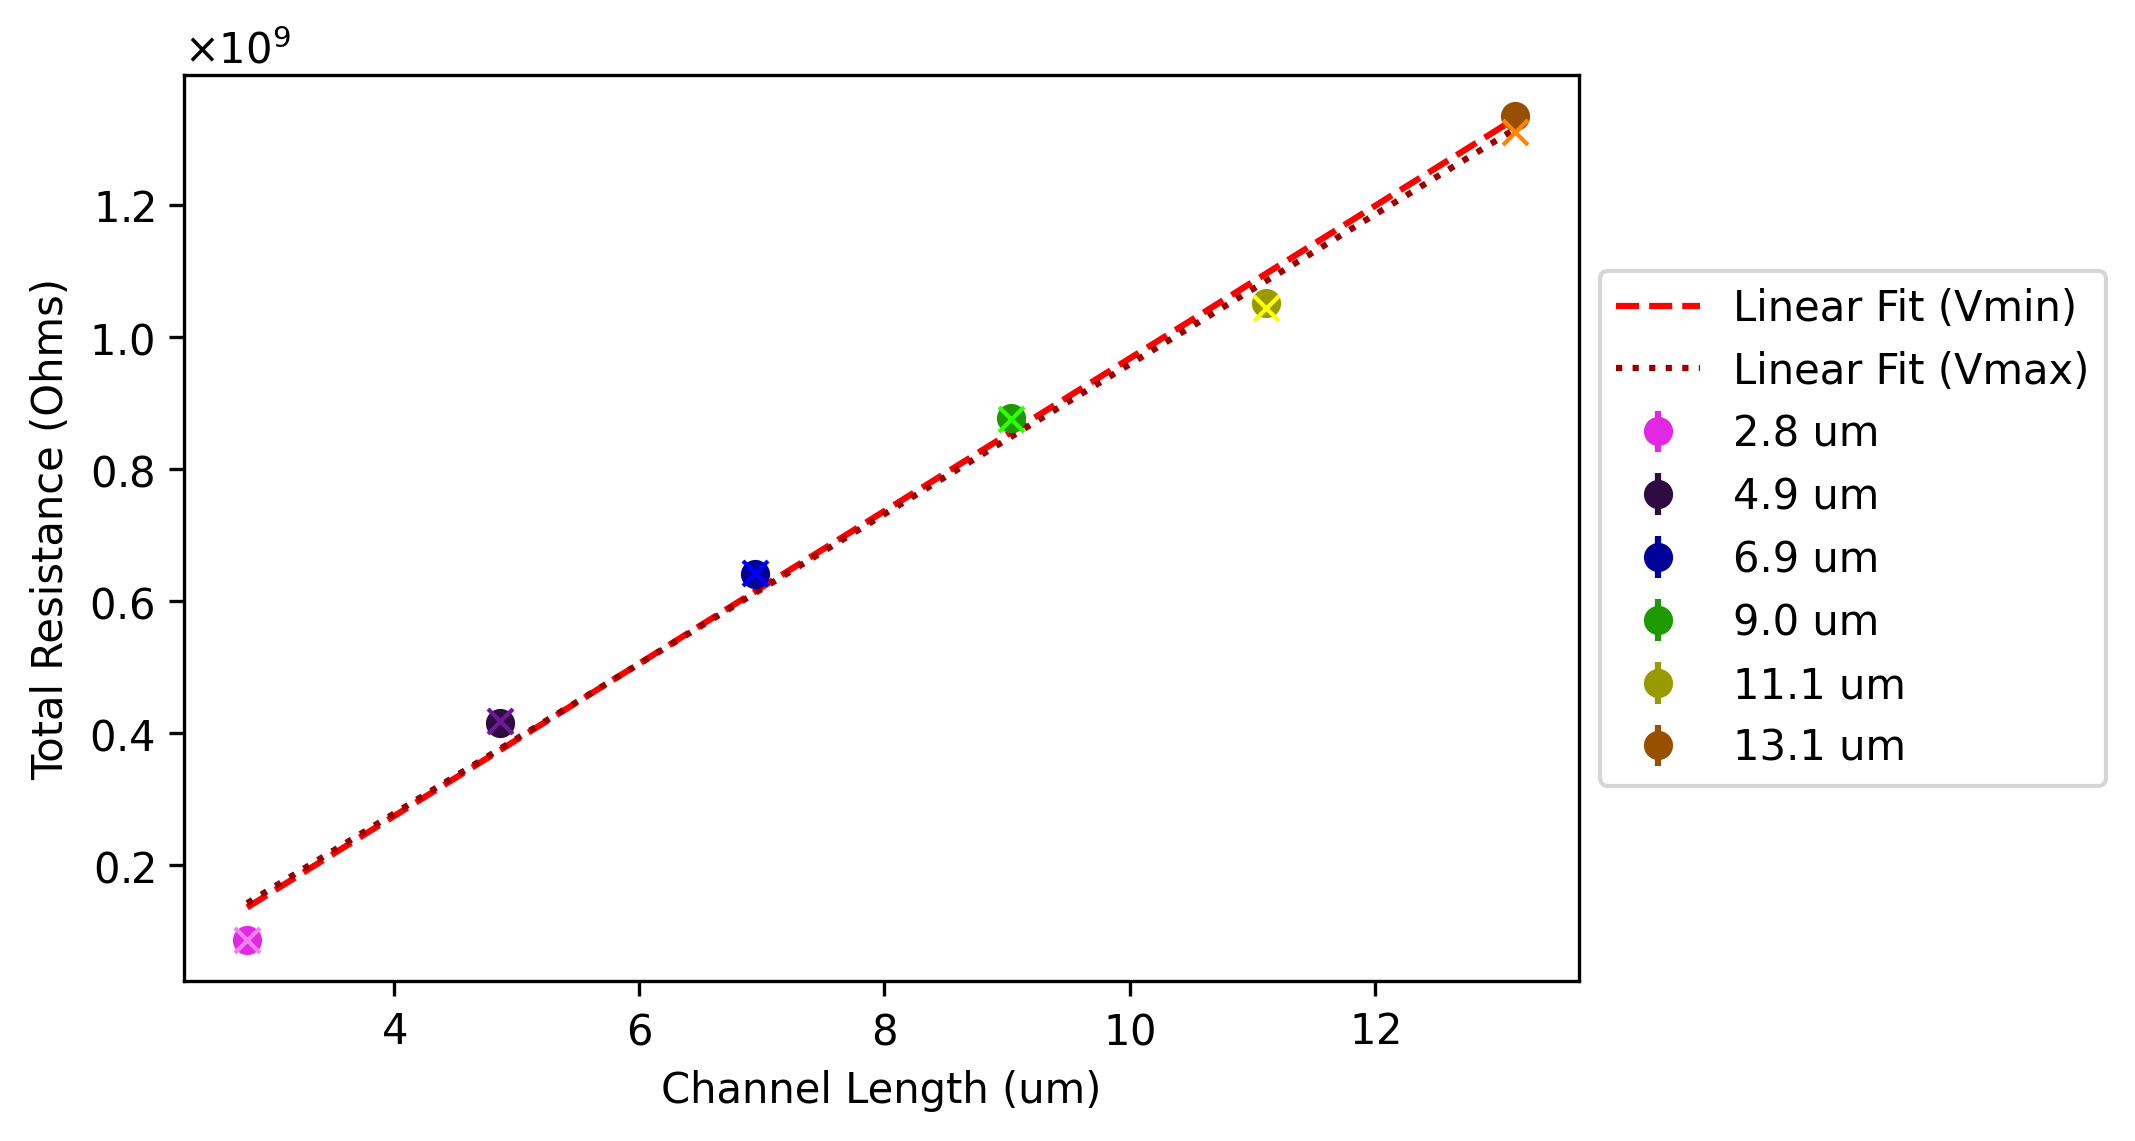 ×10⁹
1.2
1.0
0.8
0.6
0.4
0.2
Total Resistance (Ohms)
4 6 8 10 12
Channel Length (um)
Linear Fit (Vmin)
Linear Fit (Vmax)
2.8 um
4.9 um
6.9 um
9.0 um
11.1 um
13.1 um